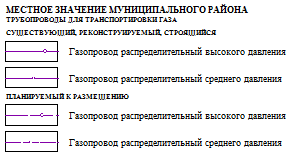 МЕСТНОЕ ЗНАЧЕНИЕ МУНИЦИПАЛЬНОГО РАЙОНА
ТРУБОПРОВОДЫ ДЛЯ ТРАНСПОРТИРОВКИ ГАЗА
СУЩЕСТВУЮЩИЙ, РЕКОНСТРУИРУЕМЫЙ, СТРОЯЩИЙСЯ
Газопровод распределительный высокого давления
Газопровод распределительный среднего давления
ПЛАНИРУЕМЫЙ К РАЗМЕЩЕНИЮ
Газопровод распределительный высокого давления
Газопровод распределительный среднего давления